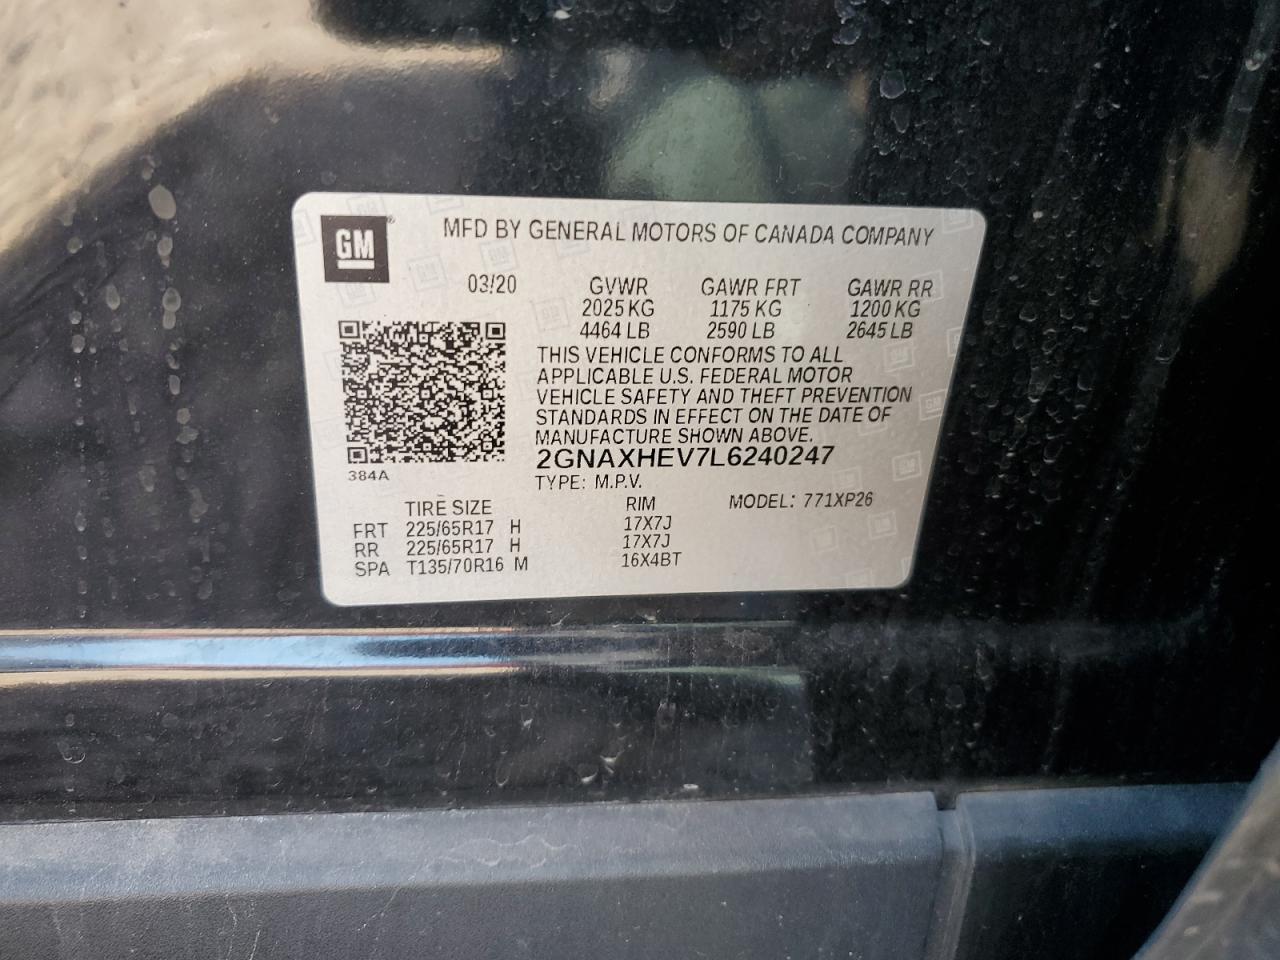 GM
MFD BY GENERAL MOTORS OF CANADA COMPANY
03/20 GVWR GAWR FRT GAWR RR
2025 KG 1175 KG 1200 KG
4464 LB 2590 LB 2645 LB
THIS VEHICLE CONFORMS TO ALL
APPLICABLE U.S. FEDERAL MOTOR
VEHICLE SAFETY AND THEFT PREVENTION
STANDARDS IN EFFECT ON THE DATE OF
MANUFACTURE SHOWN ABOVE.
2GNAXHEV7L6240247
384A
TYPE: M.P.V.
TIRE SIZE RIM MODEL: 771XP26
FRT 225/65R17 H 17X7J
RR 225/65R17 H 17X7J
SPA T135/70R16 M 16X4BT